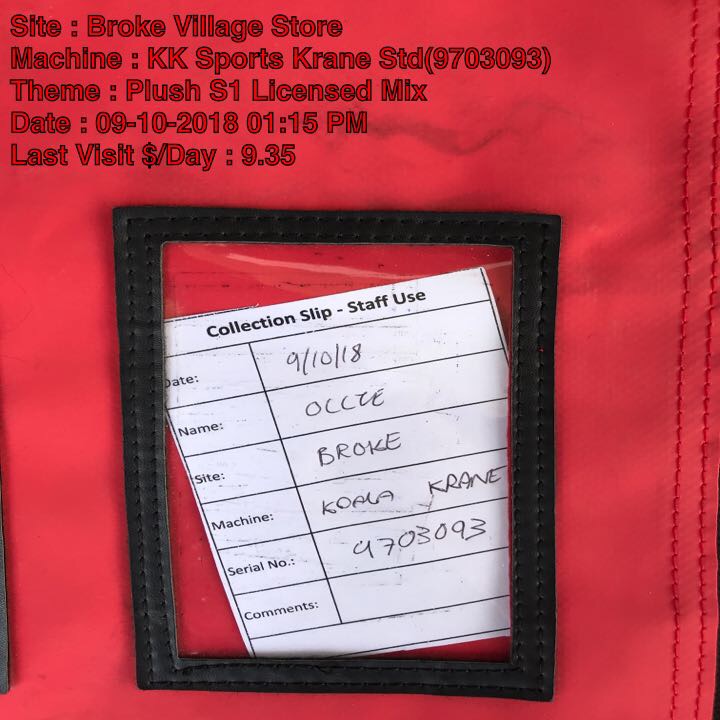 Site : Broke Village Store
Machine : KK Sports Krane Std(9703093)
Theme : Plush S1 Licensed Mix
Date : 09-10-2018 01:15 PM
Last Visit $/Day : 9.35
Collection Slip - Staff Use
Date: 9/10/18
Name: OLLIE
Site: BROKE
Machine: KOALA KRANE
Serial No.: 9703093
Comments: